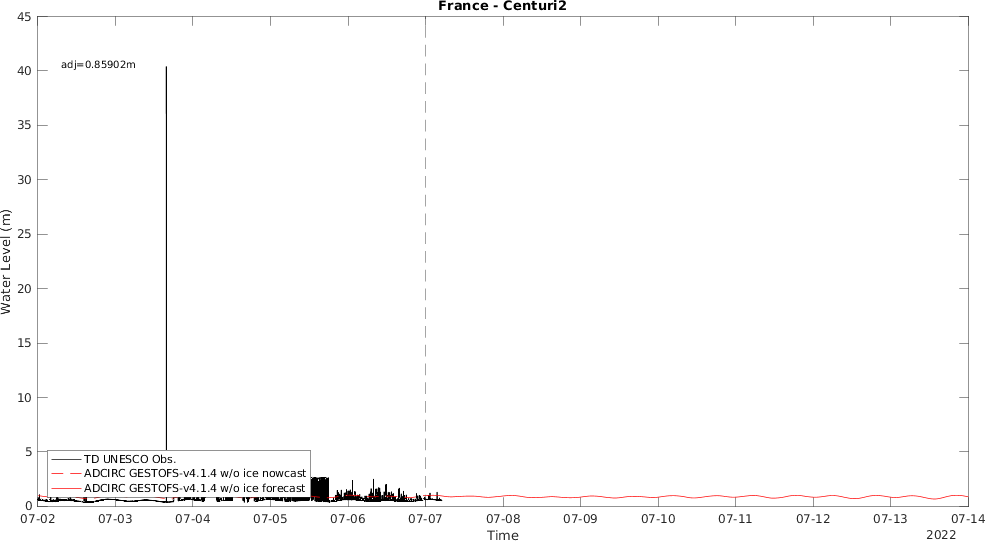 France - Centuri2
45
40
35
30
25
20
15
10
5
0
Water Level (m)
adj=0.85902m
TD UNESCO Obs.
ADCIRC GESTOFS-v4.1.4 w/o ice nowcast
ADCIRC GESTOFS-v4.1.4 w/o ice forecast
07-02 07-03 07-04 07-05 07-06 07-07 07-08 07-09 07-10 07-11 07-12 07-13 07-14
Time
2022